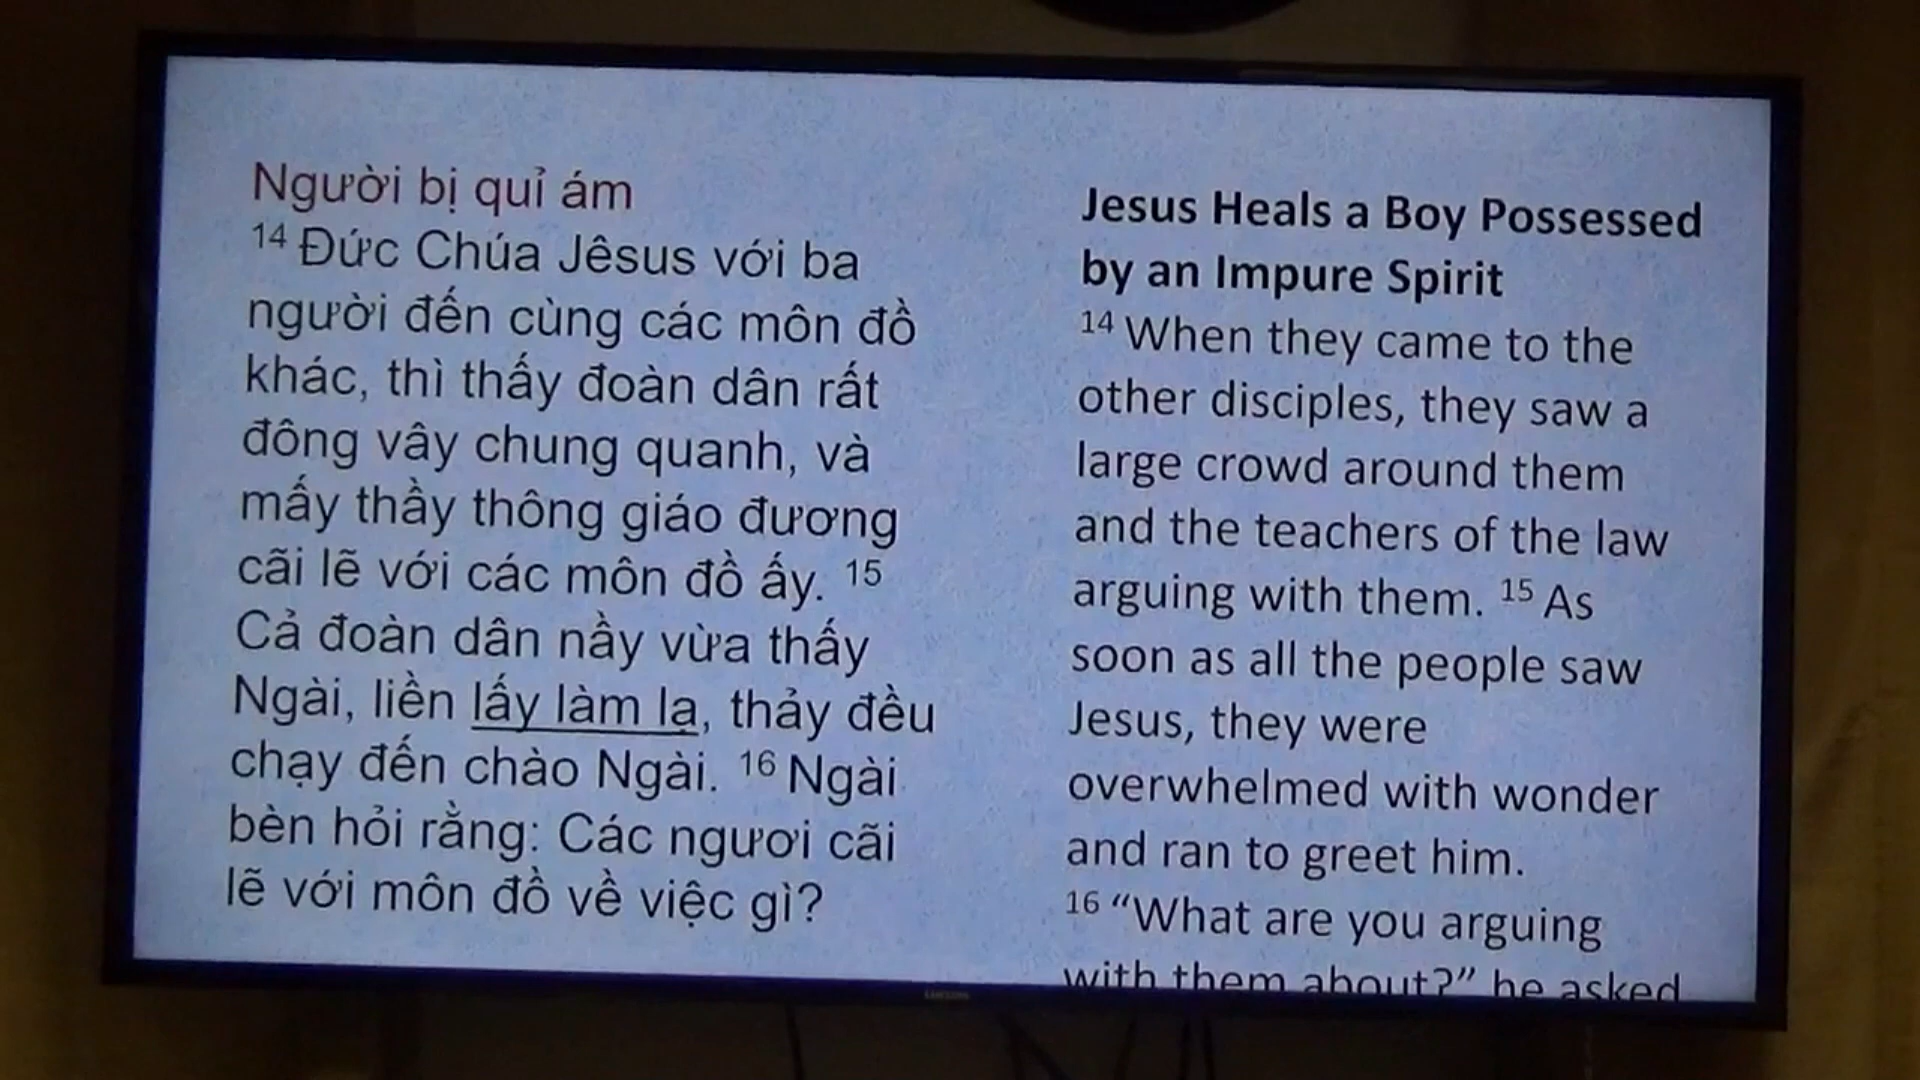 Người bị quỉ ám
14 Đức Chúa Jêsus với ba
người đến cùng các môn đồ
khác, thì thấy đoàn dân rất
đông vây chung quanh, và
mấy thầy thông giáo đương
cãi lẽ với các môn đồ ấy. 15
Cả đoàn dân nầy vừa thấy
Ngài, liền lấy làm lạ, thảy đều
chạy đến chào Ngài. 16 Ngài
bèn hỏi rằng: Các ngươi cãi
lẽ với môn đồ về việc gì?
Jesus Heals a Boy Possessed
by an Impure Spirit
14 When they came to the
other disciples, they saw a
large crowd around them
and the teachers of the law
arguing with them. 15 As
soon as all the people saw
Jesus, they were
overwhelmed with wonder
and ran to greet him.
16 “What are you arguing
with them about?” he asked